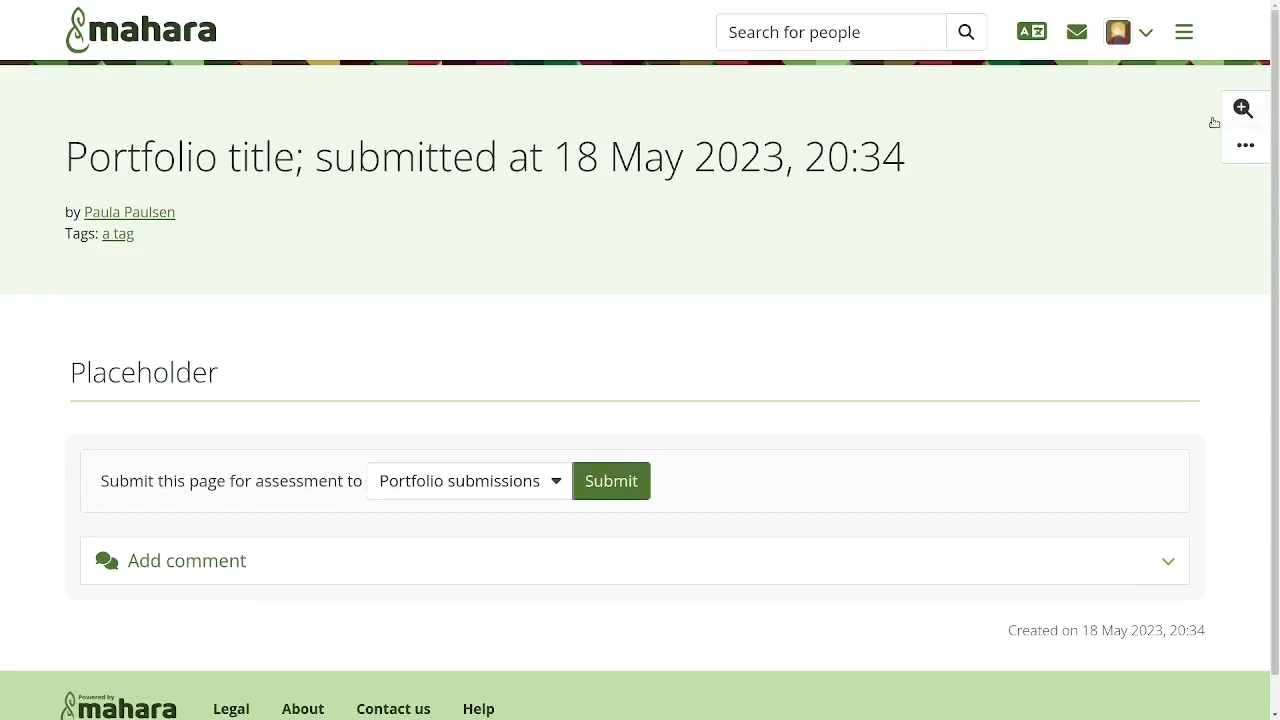 mahara
Search for people
Portfolio title; submitted at 18 May 2023, 20:34
by Paula Paulsen
Tags: a tag
Placeholder
Submit this page for assessment to Portfolio submissions Submit
Add comment
Created on 18 May 2023, 20:34
Powered by
mahara Legal About Contact us Help